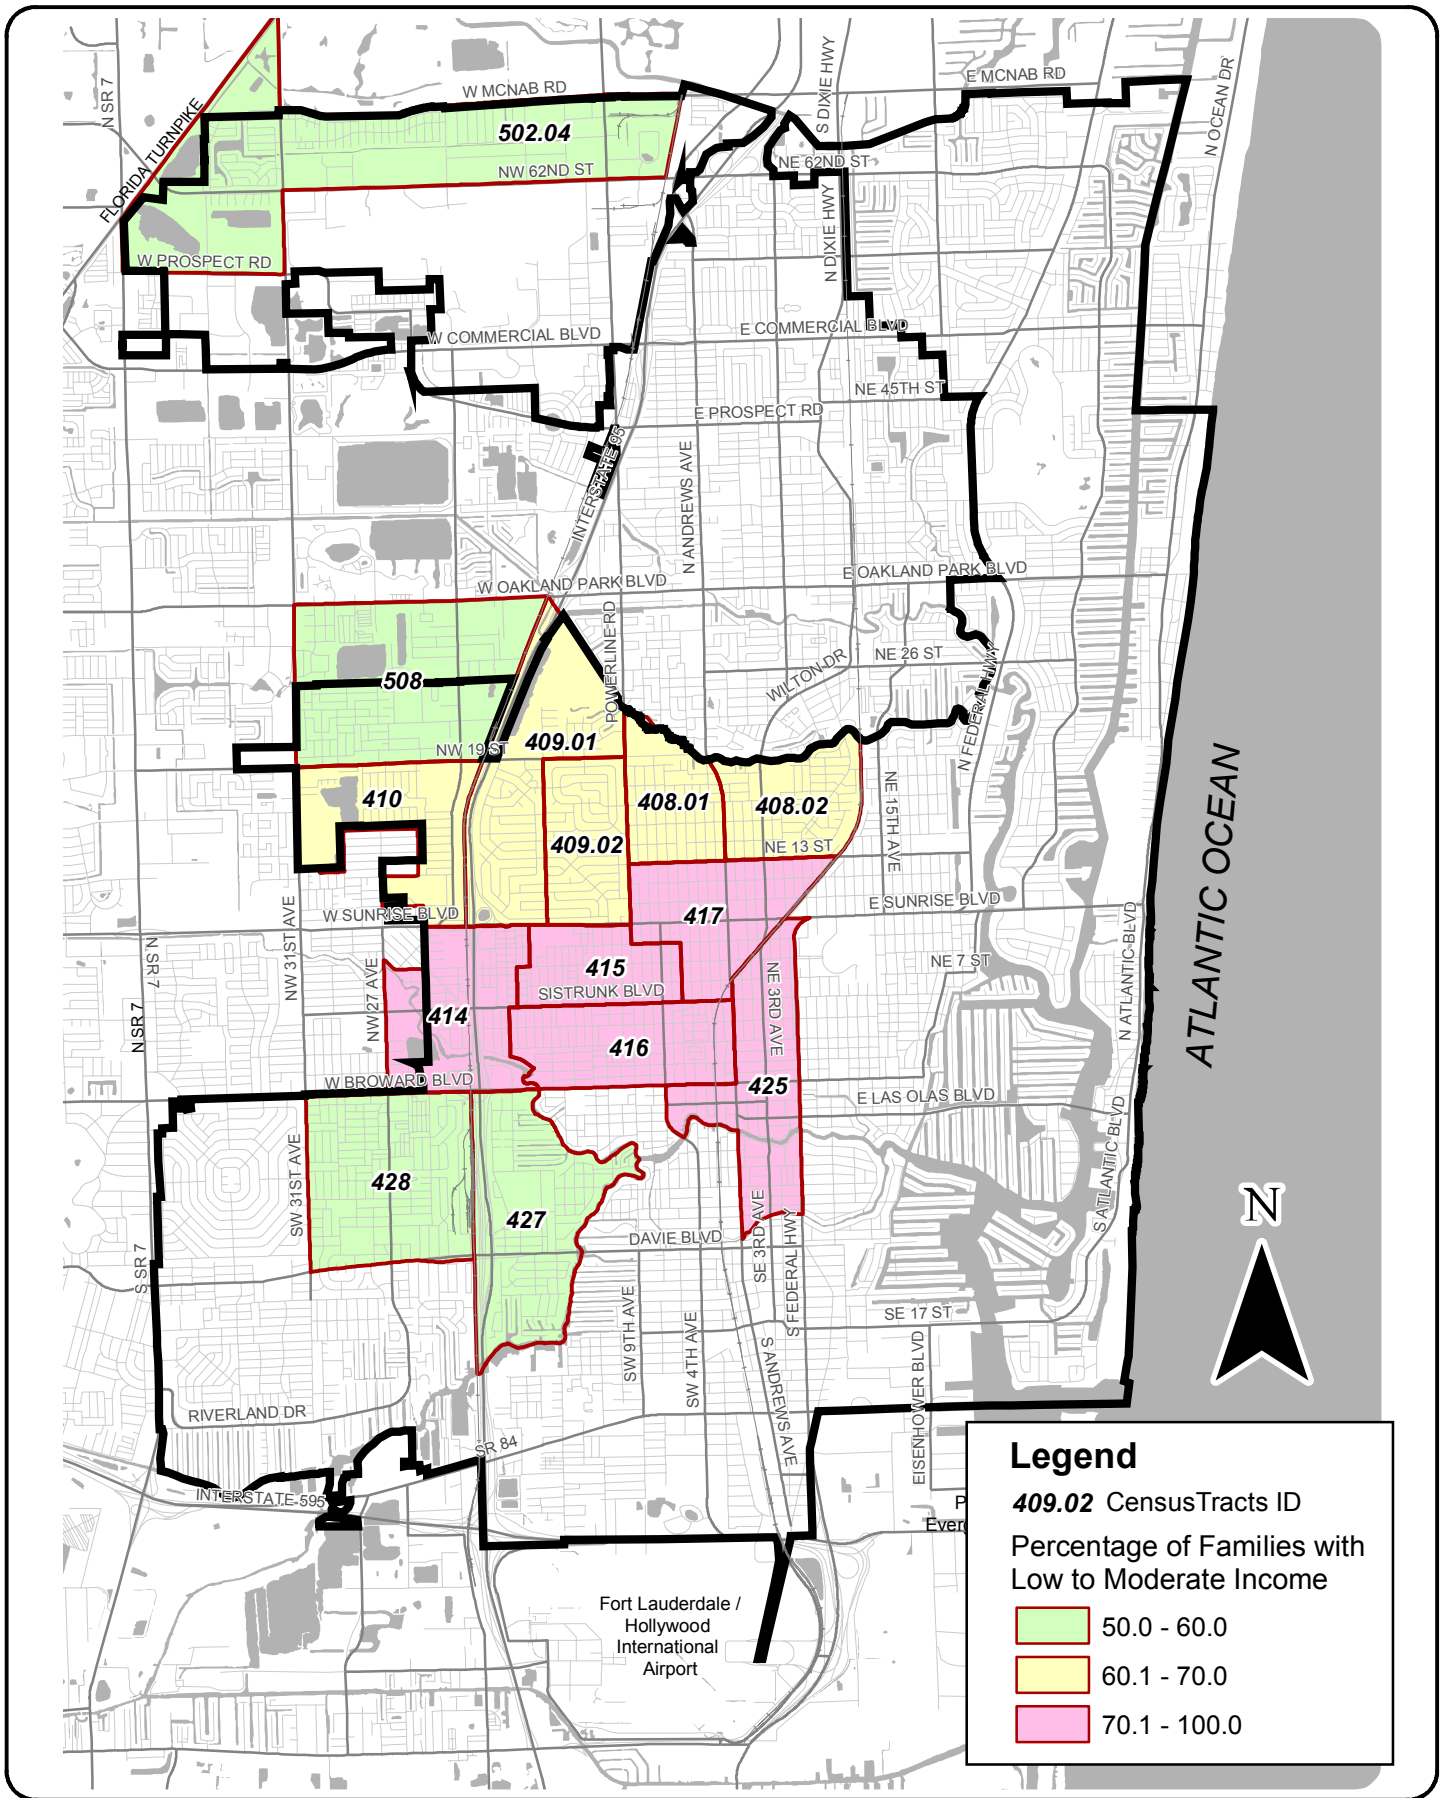 W MCNAB RD
E MCNAB RD
N SR 7
S DIXIE HWY
N OCEAN DR
FLORIDA TURNPIKE
502.04
NW 62ND ST
NE 62ND ST
N DIXIE HWY
W PROSPECT RD
W COMMERCIAL BLVD
E COMMERCIAL BLVD
NE 45TH ST
E PROSPECT RD
INTERSTATE 95
N ANDREWS AVE
W OAKLAND PARK BLVD
E OAKLAND PARK BLVD
POWERLINE RD
NE 26 ST
WILTON DR
N FEDERAL HWY
508
NW 19 ST
409.01
410
408.01
408.02
409.02
NE 13 ST
NE 15TH AVE
ATLANTIC OCEAN
W SUNRISE BLVD
E SUNRISE BLVD
417
NW 31ST AVE
N SR 7
NW 27 AVE
415
SISTRUNK BLVD
NE 3RD AVE
NE 7 ST
N ATLANTIC BLVD
N SR 7
414
416
W BROWARD BLVD
425
E LAS OLAS BLVD
SW 31ST AVE
428
427
S ATLANTIC BLVD
N
DAVIE BLVD
SE 3RD AVE
S FEDERAL HWY
S SR 7
SW 9TH AVE
SW 4TH AVE
S ANDREWS AVE
SE 17 ST
EISENHOWER BLVD
RIVERLAND DR
SR 84
INTERSTATE 595
P
Everg
Fort Lauderdale /
Hollywood
International
Airport
Legend
409.02 CensusTracts ID
Percentage of Families with
Low to Moderate Income
50.0 - 60.0
60.1 - 70.0
70.1 - 100.0